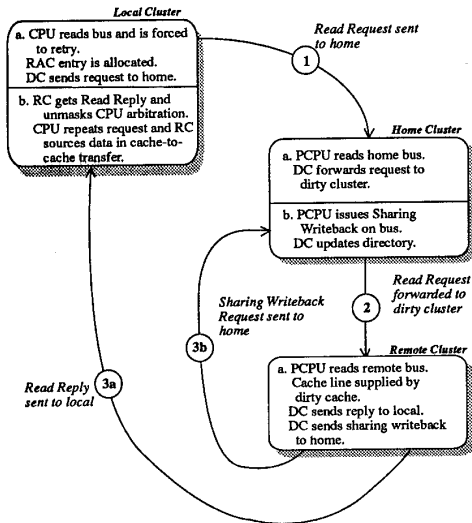 Local Cluster
a. CPU reads bus and is forced
to retry.
RAC entry is allocated.
DC sends request to home.
b. RC gets Read Reply and
unmasks CPU arbitration.
CPU repeats request and RC
sources data in cache-to-
cache transfer.
Read Request sent
to home
1
Home Cluster
a. PCPU reads home bus.
DC forwards request to
dirty cluster.
b. PCPU issues Sharing
Writeback on bus.
DC updates directory.
Read Request
forwarded to
dirty cluster
2
Sharing Writeback
Request sent to
home
3b
Remote Cluster
a. PCPU reads remote bus.
Cache line supplied by
dirty cache.
DC sends reply to local.
DC sends sharing writeback
to home.
Read Reply
sent to local
3a